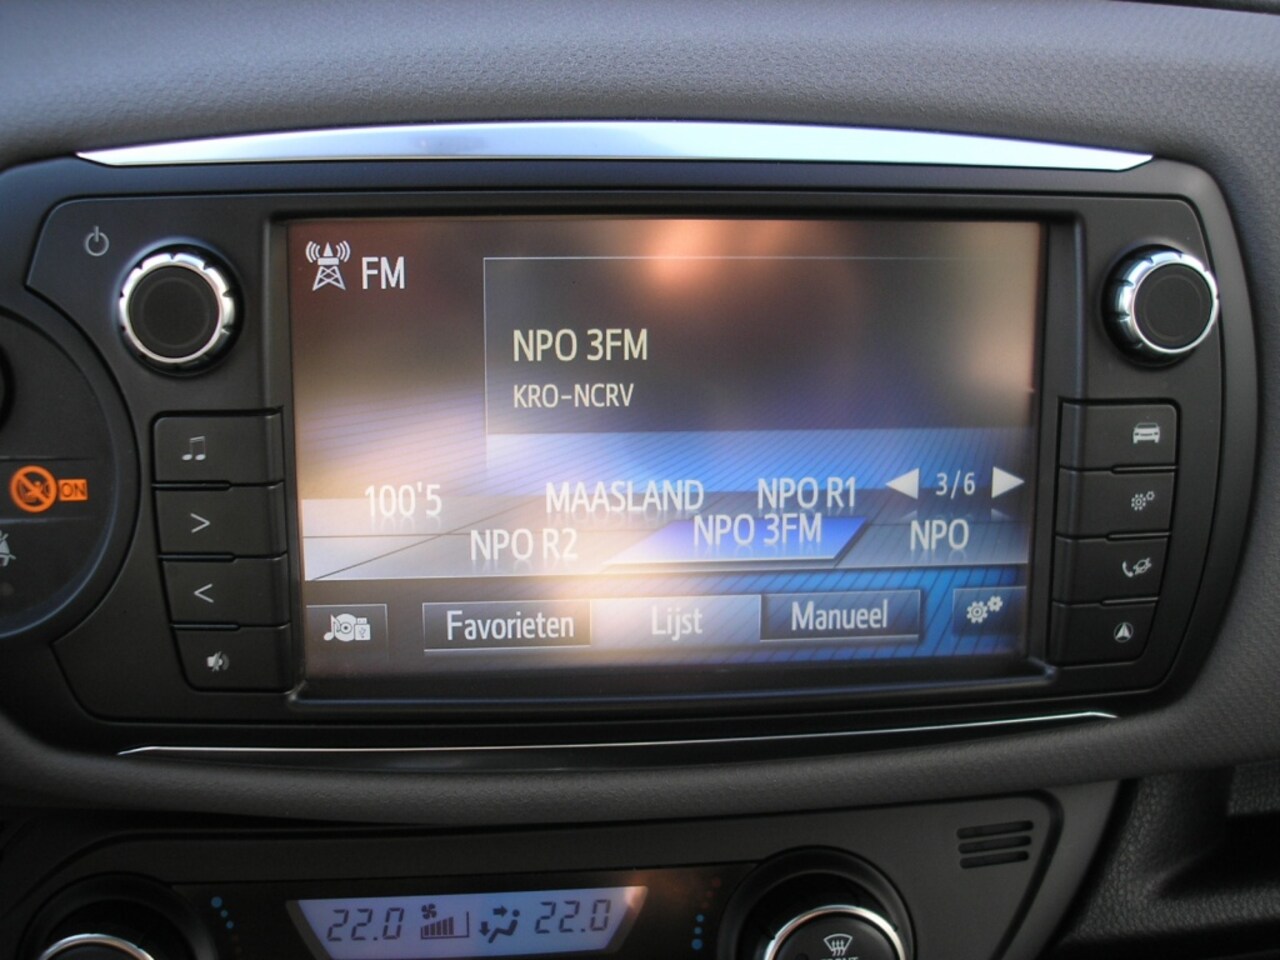 FM
NPO 3FM
KRO-NCRV
100'5 MAASLAND NPO R1 3/6
NPO R2 NPO 3FM NPO
Favorieten Lijst Manueel
ON
22.0 22.0